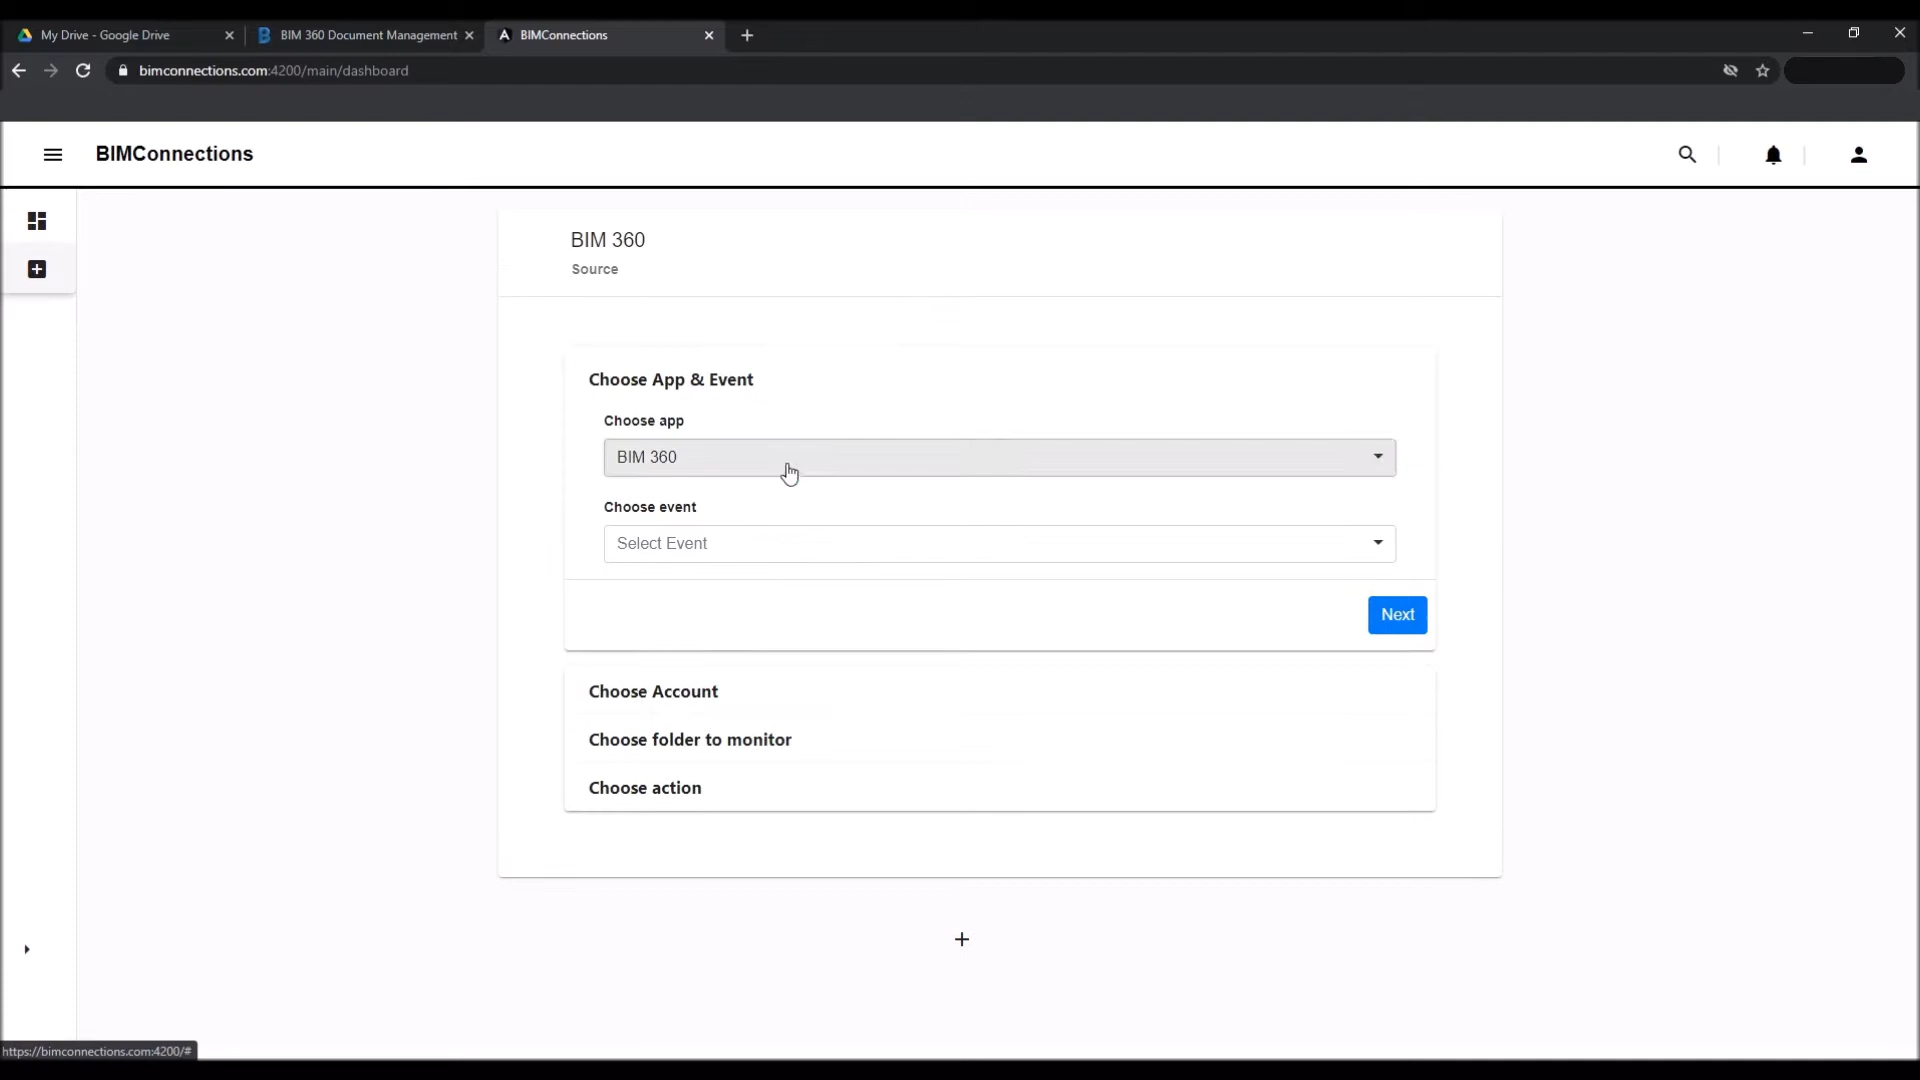 My Drive - Google Drive
BIM 360 Document Management
BIMConnections
bimconnections.com:4200/main/dashboard
BIMConnections
BIM 360
Source
Choose App & Event
Choose app
BIM 360
Choose event
Select Event
Next
Choose Account
Choose folder to monitor
Choose action
https://bimconnections.com:4200/#